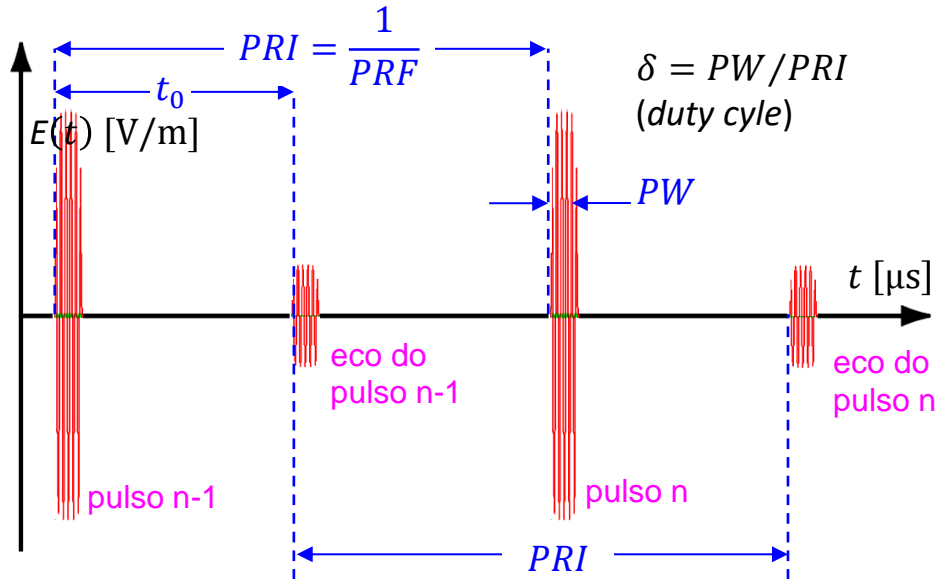 PRI = 1/PRF
δ = PW/PRI
(duty cyle)
t₀
E(t) [V/m]
PW
t [μs]
eco do
pulso n-1
eco do
pulso n
pulso n-1
pulso n
PRI